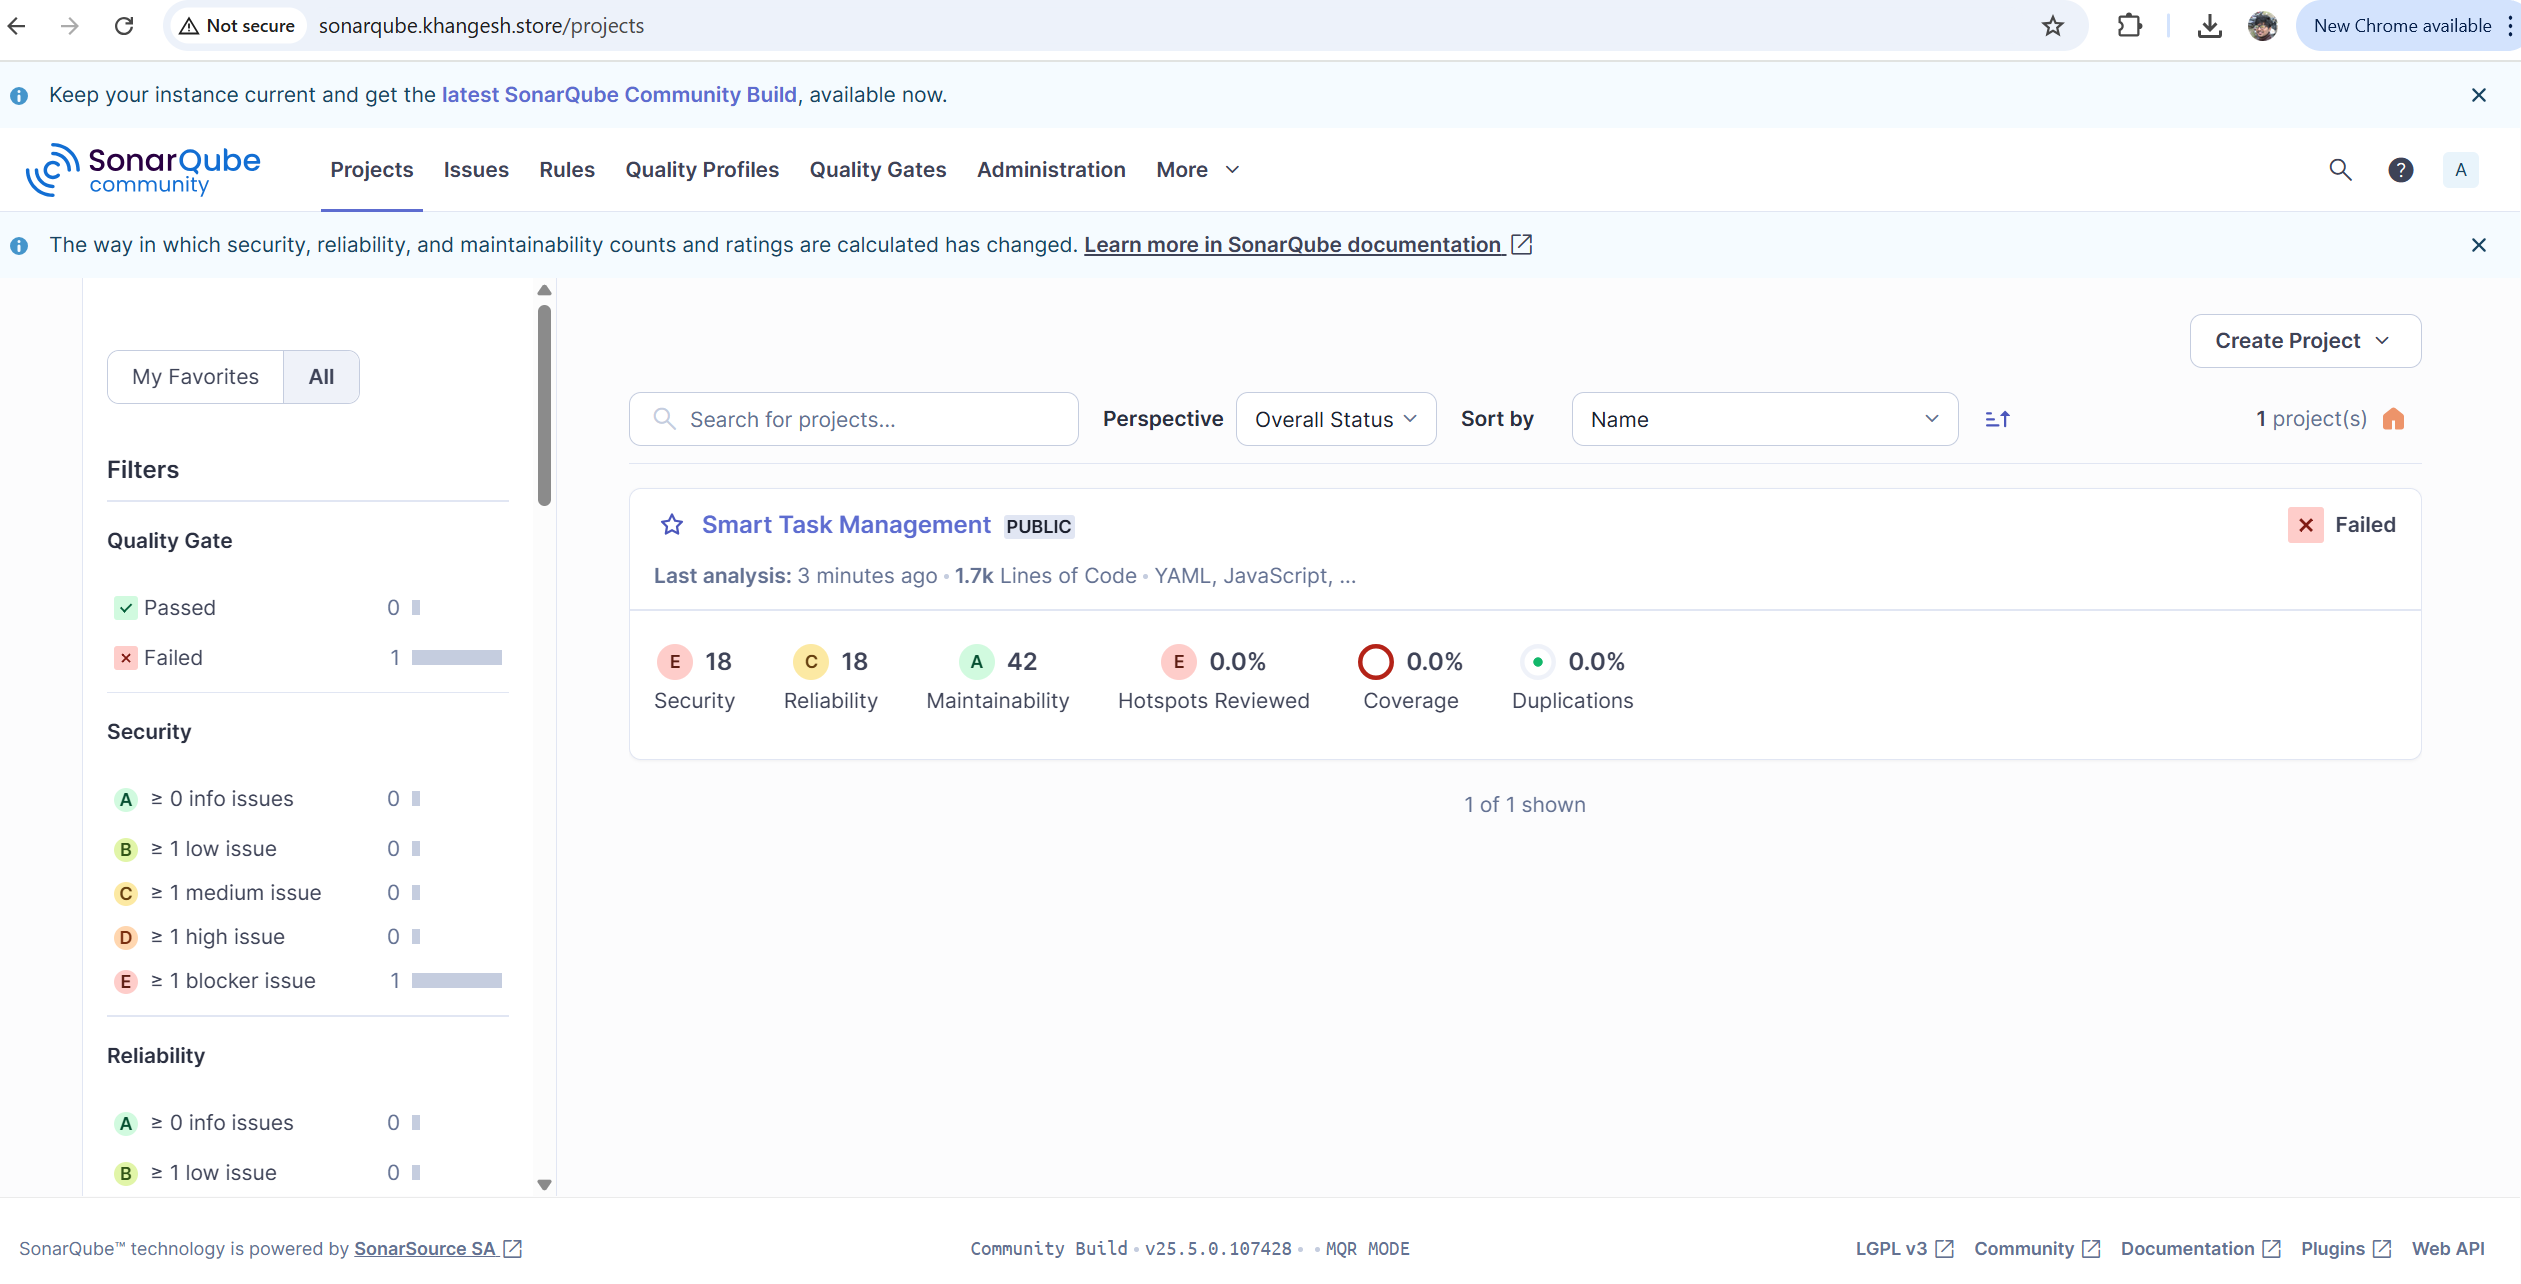 Not secure sonarqube.khangesh.store/projects New Chrome available
Keep your instance current and get the latest SonarQube Community Build, available now.
SonarQube community Projects Issues Rules Quality Profiles Quality Gates Administration More ? A
The way in which security, reliability, and maintainability counts and ratings are calculated has changed. Learn more in SonarQube documentation
My Favorites All
Filters
Quality Gate
Passed 0
Failed 1
Security
A ≥ 0 info issues 0
B ≥ 1 low issue 0
C ≥ 1 medium issue 0
D ≥ 1 high issue 0
E ≥ 1 blocker issue 1
Reliability
A ≥ 0 info issues 0
B ≥ 1 low issue 0
Create Project
Search for projects... Perspective Overall Status Sort by Name 1 project(s)
Smart Task Management PUBLIC Failed
Last analysis: 3 minutes ago • 1.7k Lines of Code • YAML, JavaScript, ...
E 18 C 18 A 42 E 0.0% 0.0% 0.0%
Security Reliability Maintainability Hotspots Reviewed Coverage Duplications
1 of 1 shown
SonarQube™ technology is powered by SonarSource SA Community Build • v25.5.0.107428 • • MQR MODE LGPL v3 Community Documentation Plugins Web API